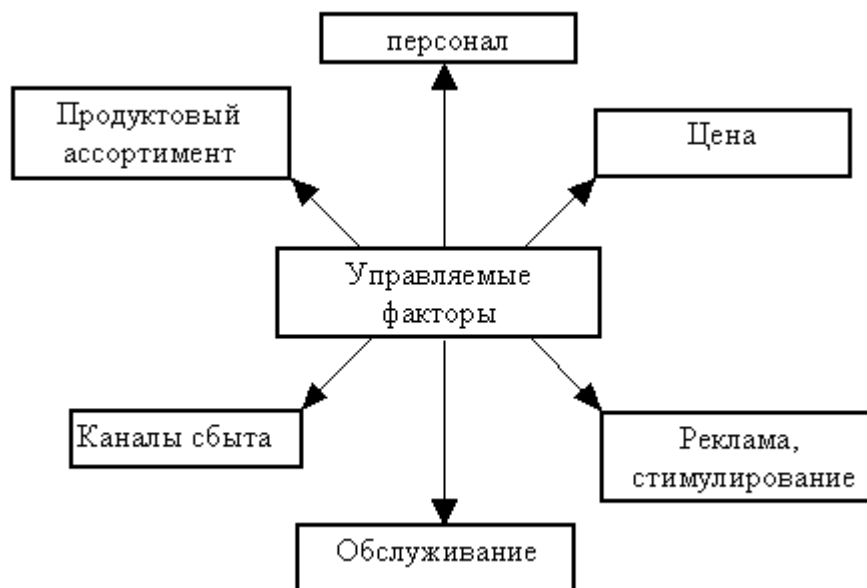 персонал
Продуктовый
ассортимент
Цена
Управляемые
факторы
Каналы сбыта
Реклама,
стимулирование
Обслуживание